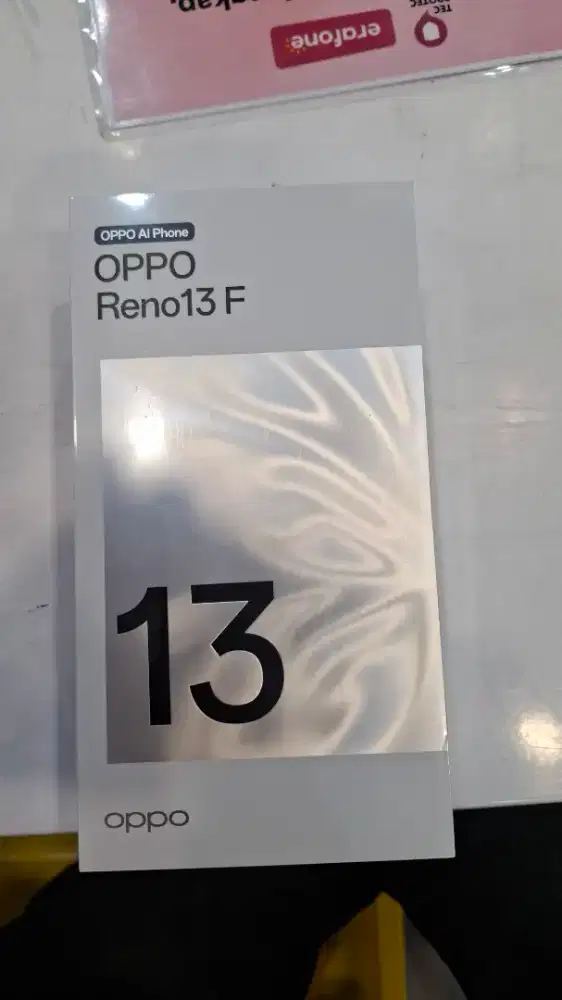 erafone
OPPO AI Phone
OPPO
Reno13 F
13
oppo